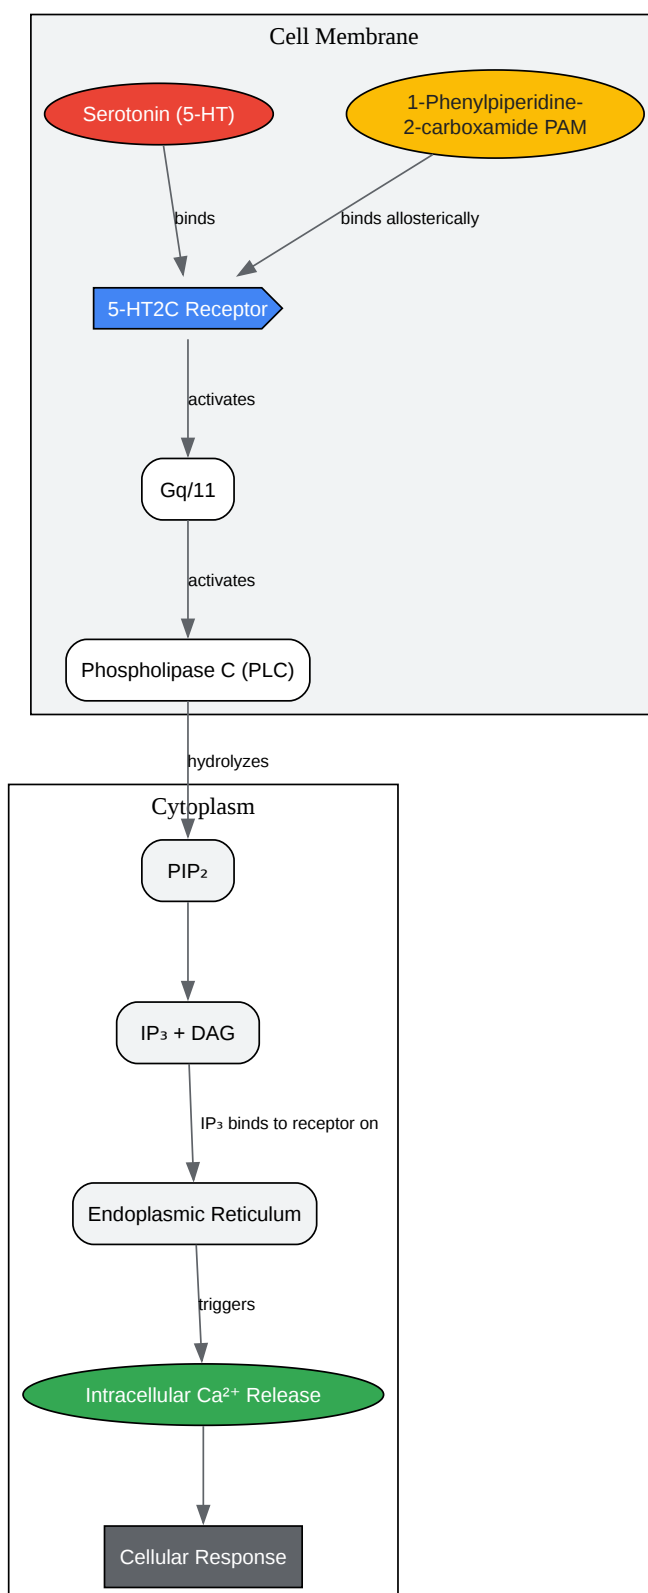 Cell Membrane
Serotonin (5-HT)
1-Phenylpiperidine-
2-carboxamide PAM
binds
binds allosterically
5-HT2C Receptor
activates
Gq/11
activates
Phospholipase C (PLC)
hydrolyzes
Cytoplasm
PIP₂
IP₃ + DAG
IP₃ binds to receptor on
Endoplasmic Reticulum
triggers
Intracellular Ca²⁺ Release
Cellular Response